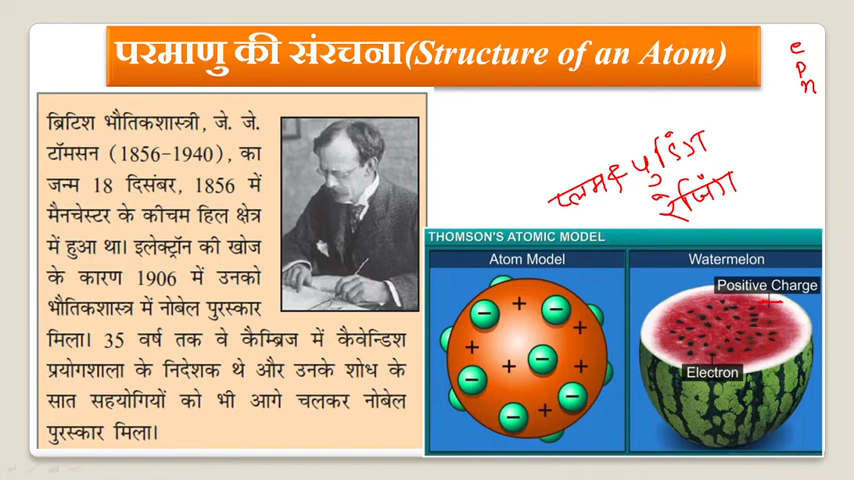 परमाणु की संरचना(Structure of an Atom)
e
p
n
ब्रिटिश भौतिकशास्त्री, जे. जे.
टॉमसन (1856-1940), का
जन्म 18 दिसंबर, 1856 में
मैनचेस्टर के कीचम हिल क्षेत्र
में हुआ था। इलेक्ट्रॉन की खोज
के कारण 1906 में उनको
भौतिकशास्त्र में नोबेल पुरस्कार
मिला। 35 वर्ष तक वे कैम्ब्रिज में कैवेन्डिश
प्रयोगशाला के निदेशक थे और उनके शोध के
सात सहयोगियों को भी आगे चलकर नोबेल
पुरस्कार मिला।
पुडिंग
रेजिंग
THOMSON'S ATOMIC MODEL
Atom Model
Watermelon
Positive Charge
Electron